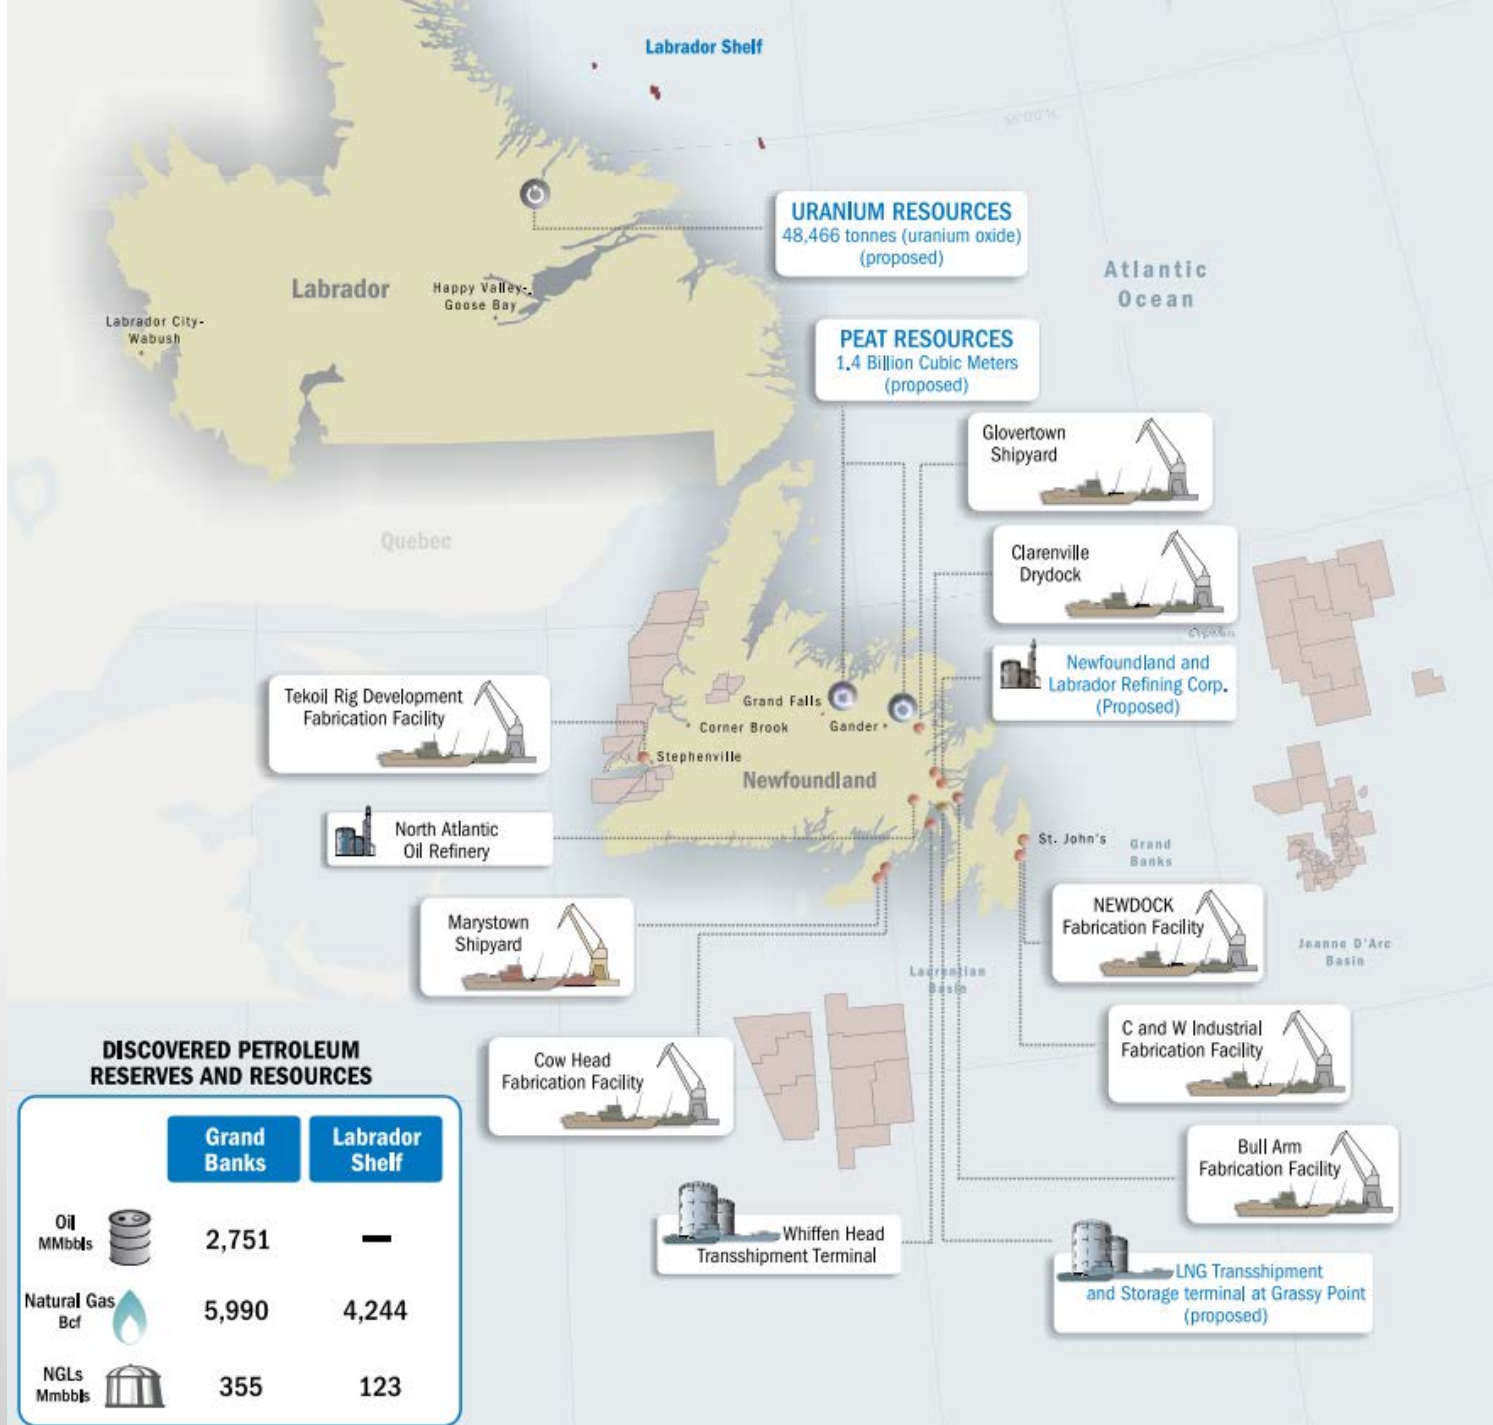 Labrador Shelf
55°0'0"N
URANIUM RESOURCES
48,466 tonnes (uranium oxide)
(proposed)
Atlantic
Ocean
Labrador
Happy Valley-
Goose Bay
Labrador City-
Wabush
PEAT RESOURCES
1.4 Billion Cubic Meters
(proposed)
Glovertown
Shipyard
Quebec
Clarenville
Drydock
Newfoundland and
Labrador Refining Corp.
(Proposed)
Tekoil Rig Development
Fabrication Facility
Grand Falls
Corner Brook
Gander
Stephenville
Newfoundland
North Atlantic
Oil Refinery
St. John's
Grand
Banks
Marystown
Shipyard
NEWDOCK
Fabrication Facility
Jeanne D'Arc
Basin
Laurentian
Basin
C and W Industrial
Fabrication Facility
Cow Head
Fabrication Facility
Bull Arm
Fabrication Facility
Whiffen Head
Transshipment Terminal
LNG Transshipment
and Storage terminal at Grassy Point
(proposed)
DISCOVERED PETROLEUM
RESERVES AND RESOURCES
Grand
Banks
Labrador
Shelf
Oil
MMbbls
2,751
—
Natural Gas
Bcf
5,990
4,244
NGLs
Mmbbls
355
123